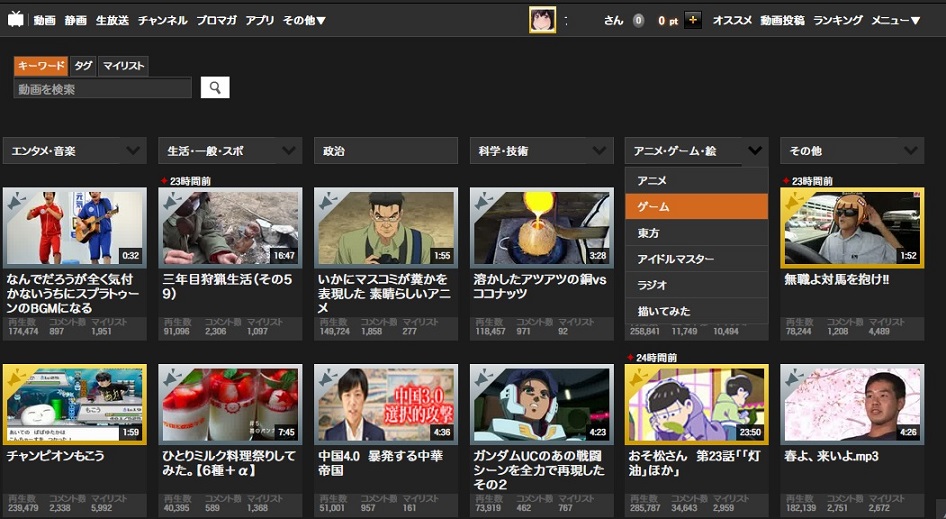 動画 静画 生放送 チャンネル ブロマガ アプリ その他▼ : さん 0 0 pt + オススメ 動画投稿 ランキング メニュー▼
キーワード タグ マイリスト
動画を検索
エンタメ・音楽 生活・一般・スポ 政治 科学・技術 アニメ・ゲーム・絵 その他
アニメ
ゲーム
東方
アイドルマスター
ラジオ
描いてみた
0:32
なんでだろうが全く気付
かないうちにスプラトゥー
ンのBGMになる
再生数 コメント数 マイリスト
174,474 897 1,951
23時間前
16:47
三年目狩猟生活（その5
9）
再生数 コメント数 マイリスト
91,096 2,306 1,097
1:55
いかにマスコミが糞かを
表現した 素晴らしいアニ
メ
再生数 コメント数 マイリスト
149,724 1,858 277
3:28
溶かしたアツアツの銅vs
ココナッツ
再生数 コメント数 マイリスト
118,457 971 92
258,841 11,749 10,494
23時間前
1:52
無職よ対馬を抱け!!
再生数 コメント数 マイリスト
78,244 1,208 4,489
もこう
1:59
チャンピオンもこう
再生数 コメント数 マイリスト
239,479 2,338 5,992
7:45
ひとりミルク料理祭りして
みた。【6種＋α】
再生数 コメント数 マイリスト
40,395 589 1,368
中国3.0
選択的攻撃
4:36
中国4.0 暴発する中華
帝国
再生数 コメント数 マイリスト
51,001 957 161
4:23
ガンダムUCのあの戦闘
シーンを全力で再現した
その2
再生数 コメント数 マイリスト
73,919 462 767
24時間前
23:50
おそ松さん 第23話「「灯
油」ほか」
再生数 コメント数 マイリスト
285,787 34,643 2,959
4:26
春よ、来いよ.mp3
再生数 コメント数 マイリスト
182,139 2,751 2,672